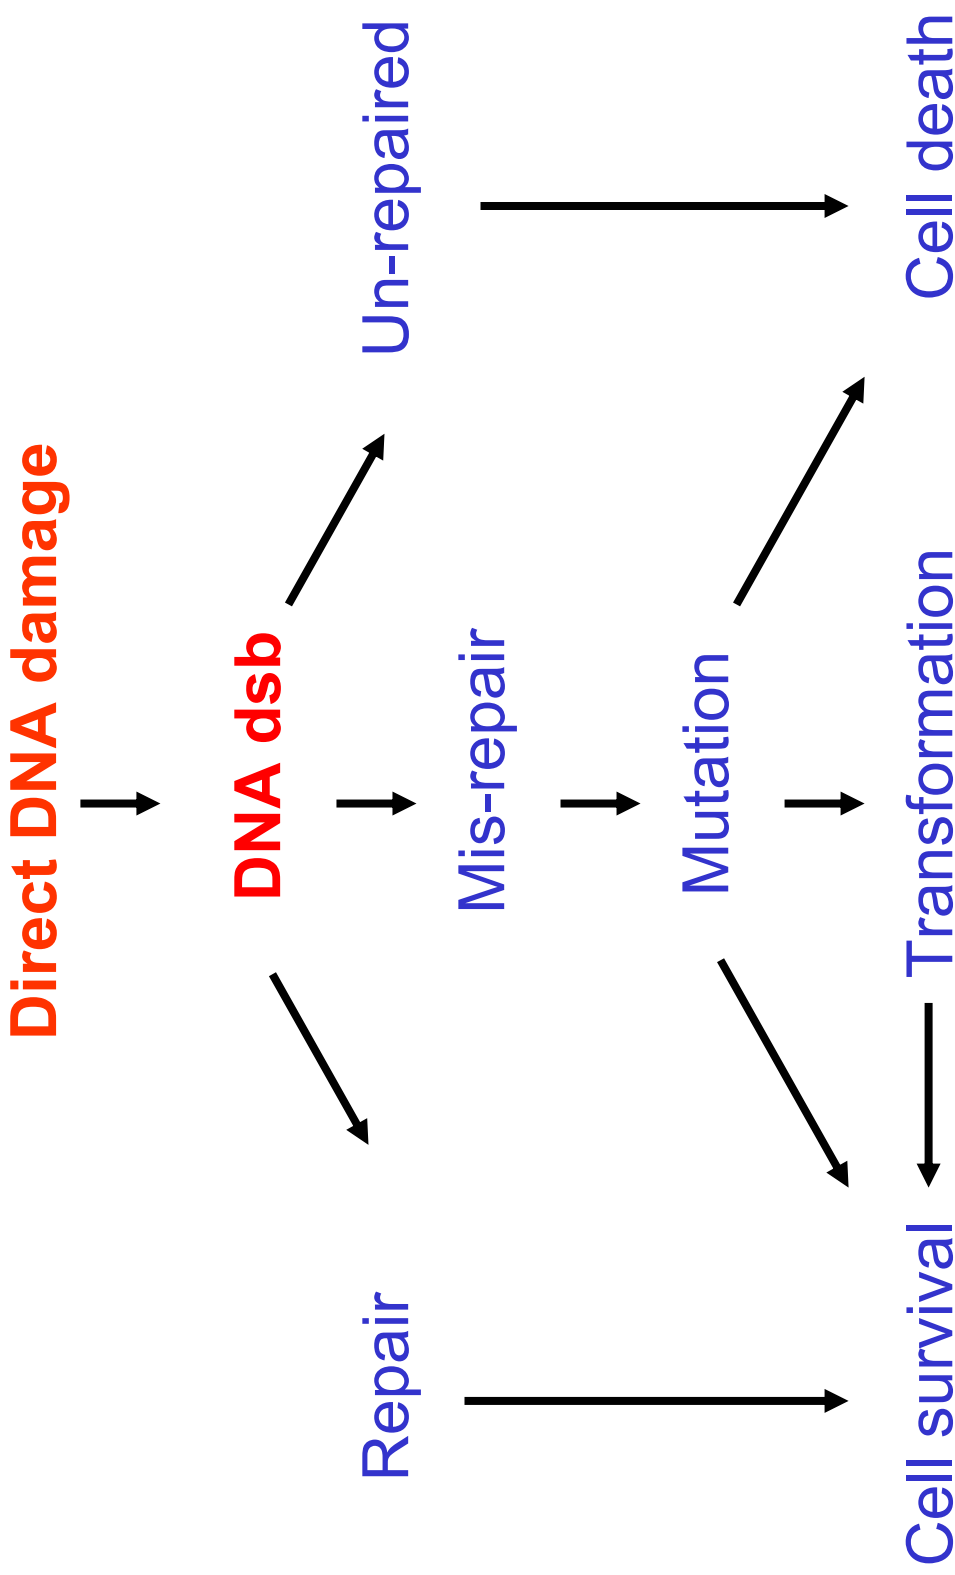 Direct DNA damage
DNA dsb
Repair
Un-repaired
Mis-repair
Mutation
Cell survival
Transformation
Cell death